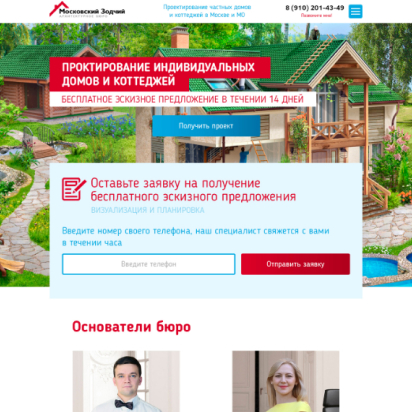 Московский Зодчий
АРХИТЕКТУРНОЕ БЮРО
Проектирование частных домов
и коттеджей в Москве и МО
8 (910) 201-43-49
Позвоните мне!
ПРОКТИРОВАНИЕ ИНДИВИДУАЛЬНЫХ
ДОМОВ И КОТТЕДЖЕЙ
БЕСПЛАТНОЕ ЭСКИЗНОЕ ПРЕДЛОЖЕНИЕ В ТЕЧЕНИИ 14 ДНЕЙ
Получить проект
Оставьте заявку на получение
бесплатного эскизного предложения
ВИЗУАЛИЗАЦИЯ И ПЛАНИРОВКА
Введите номер своего телефона, наш специалист свяжется с вами
в течении часа
Введите телефон
Отправить заявку
Основатели бюро